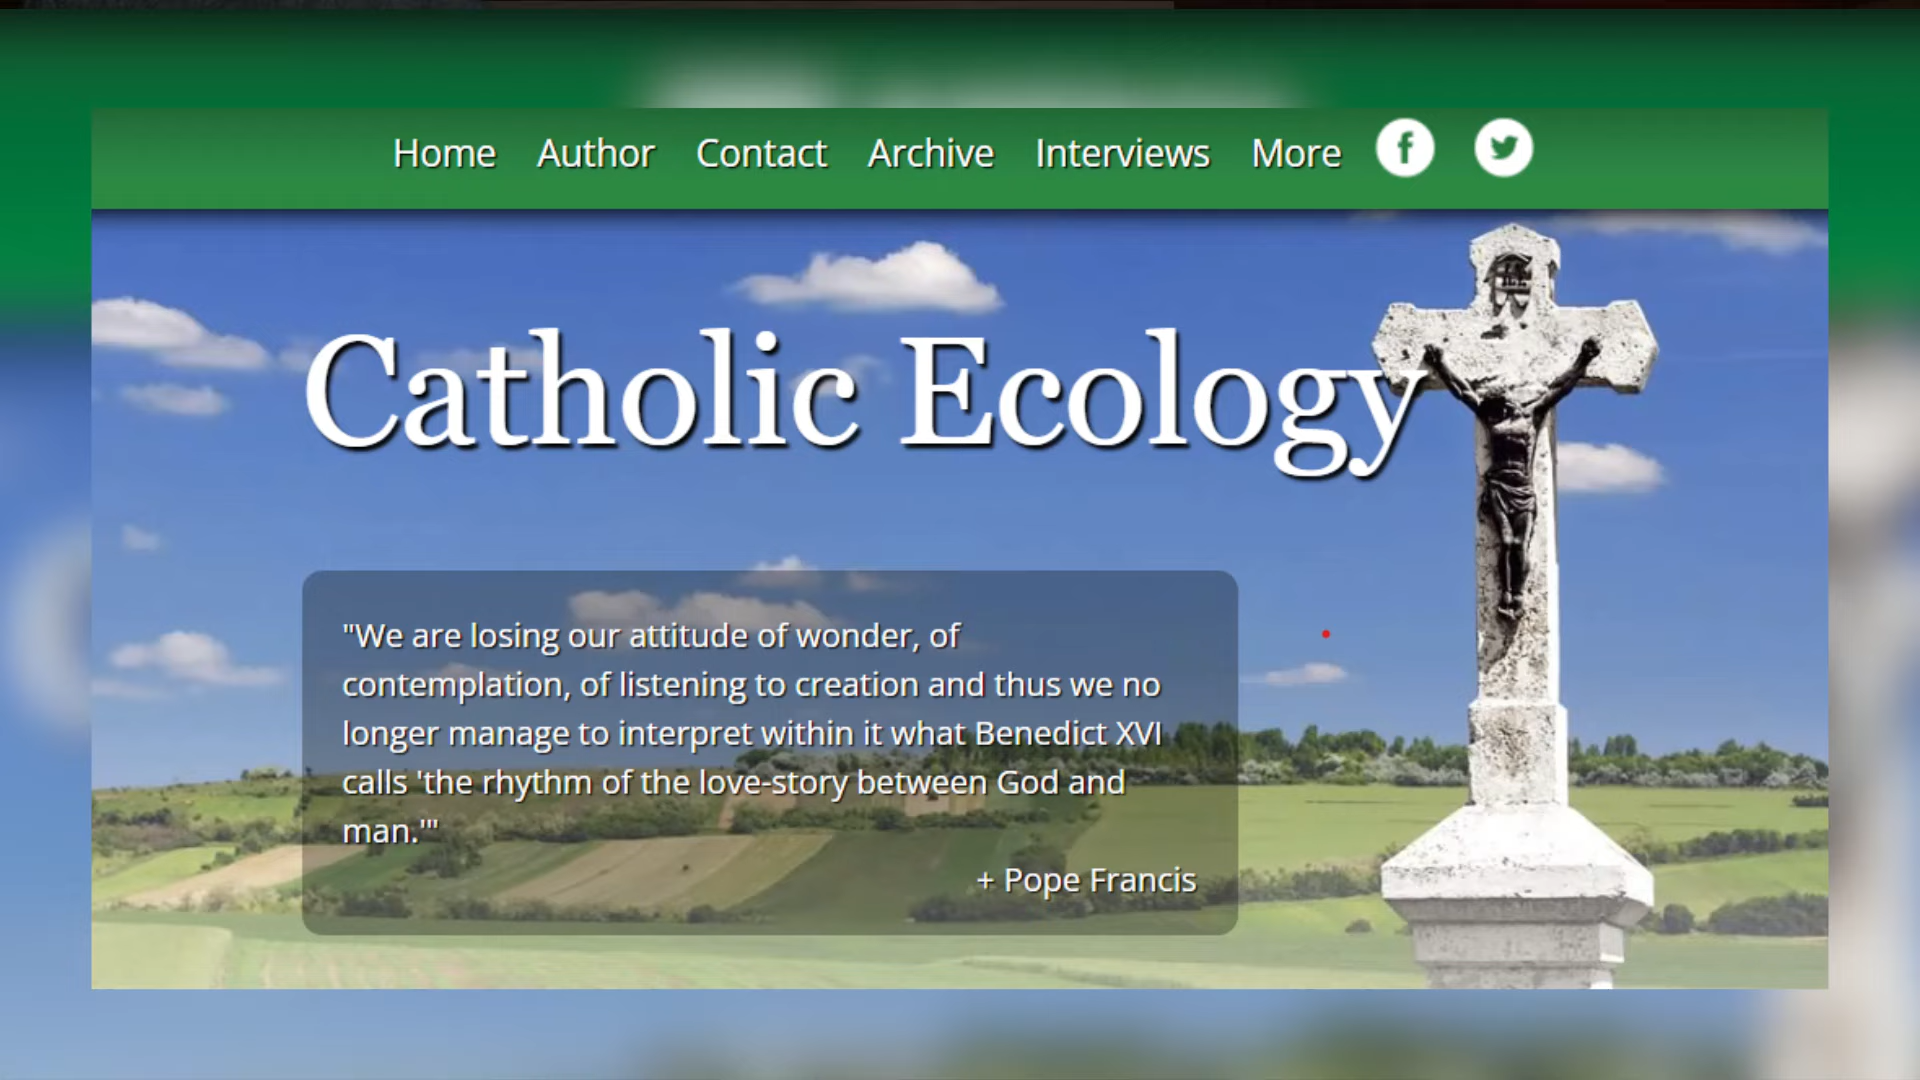 Home Author Contact Archive Interviews More
Catholic Ecology
"We are losing our attitude of wonder, of
contemplation, of listening to creation and thus we no
longer manage to interpret within it what Benedict XVI
calls 'the rhythm of the love-story between God and
man.'"
+ Pope Francis